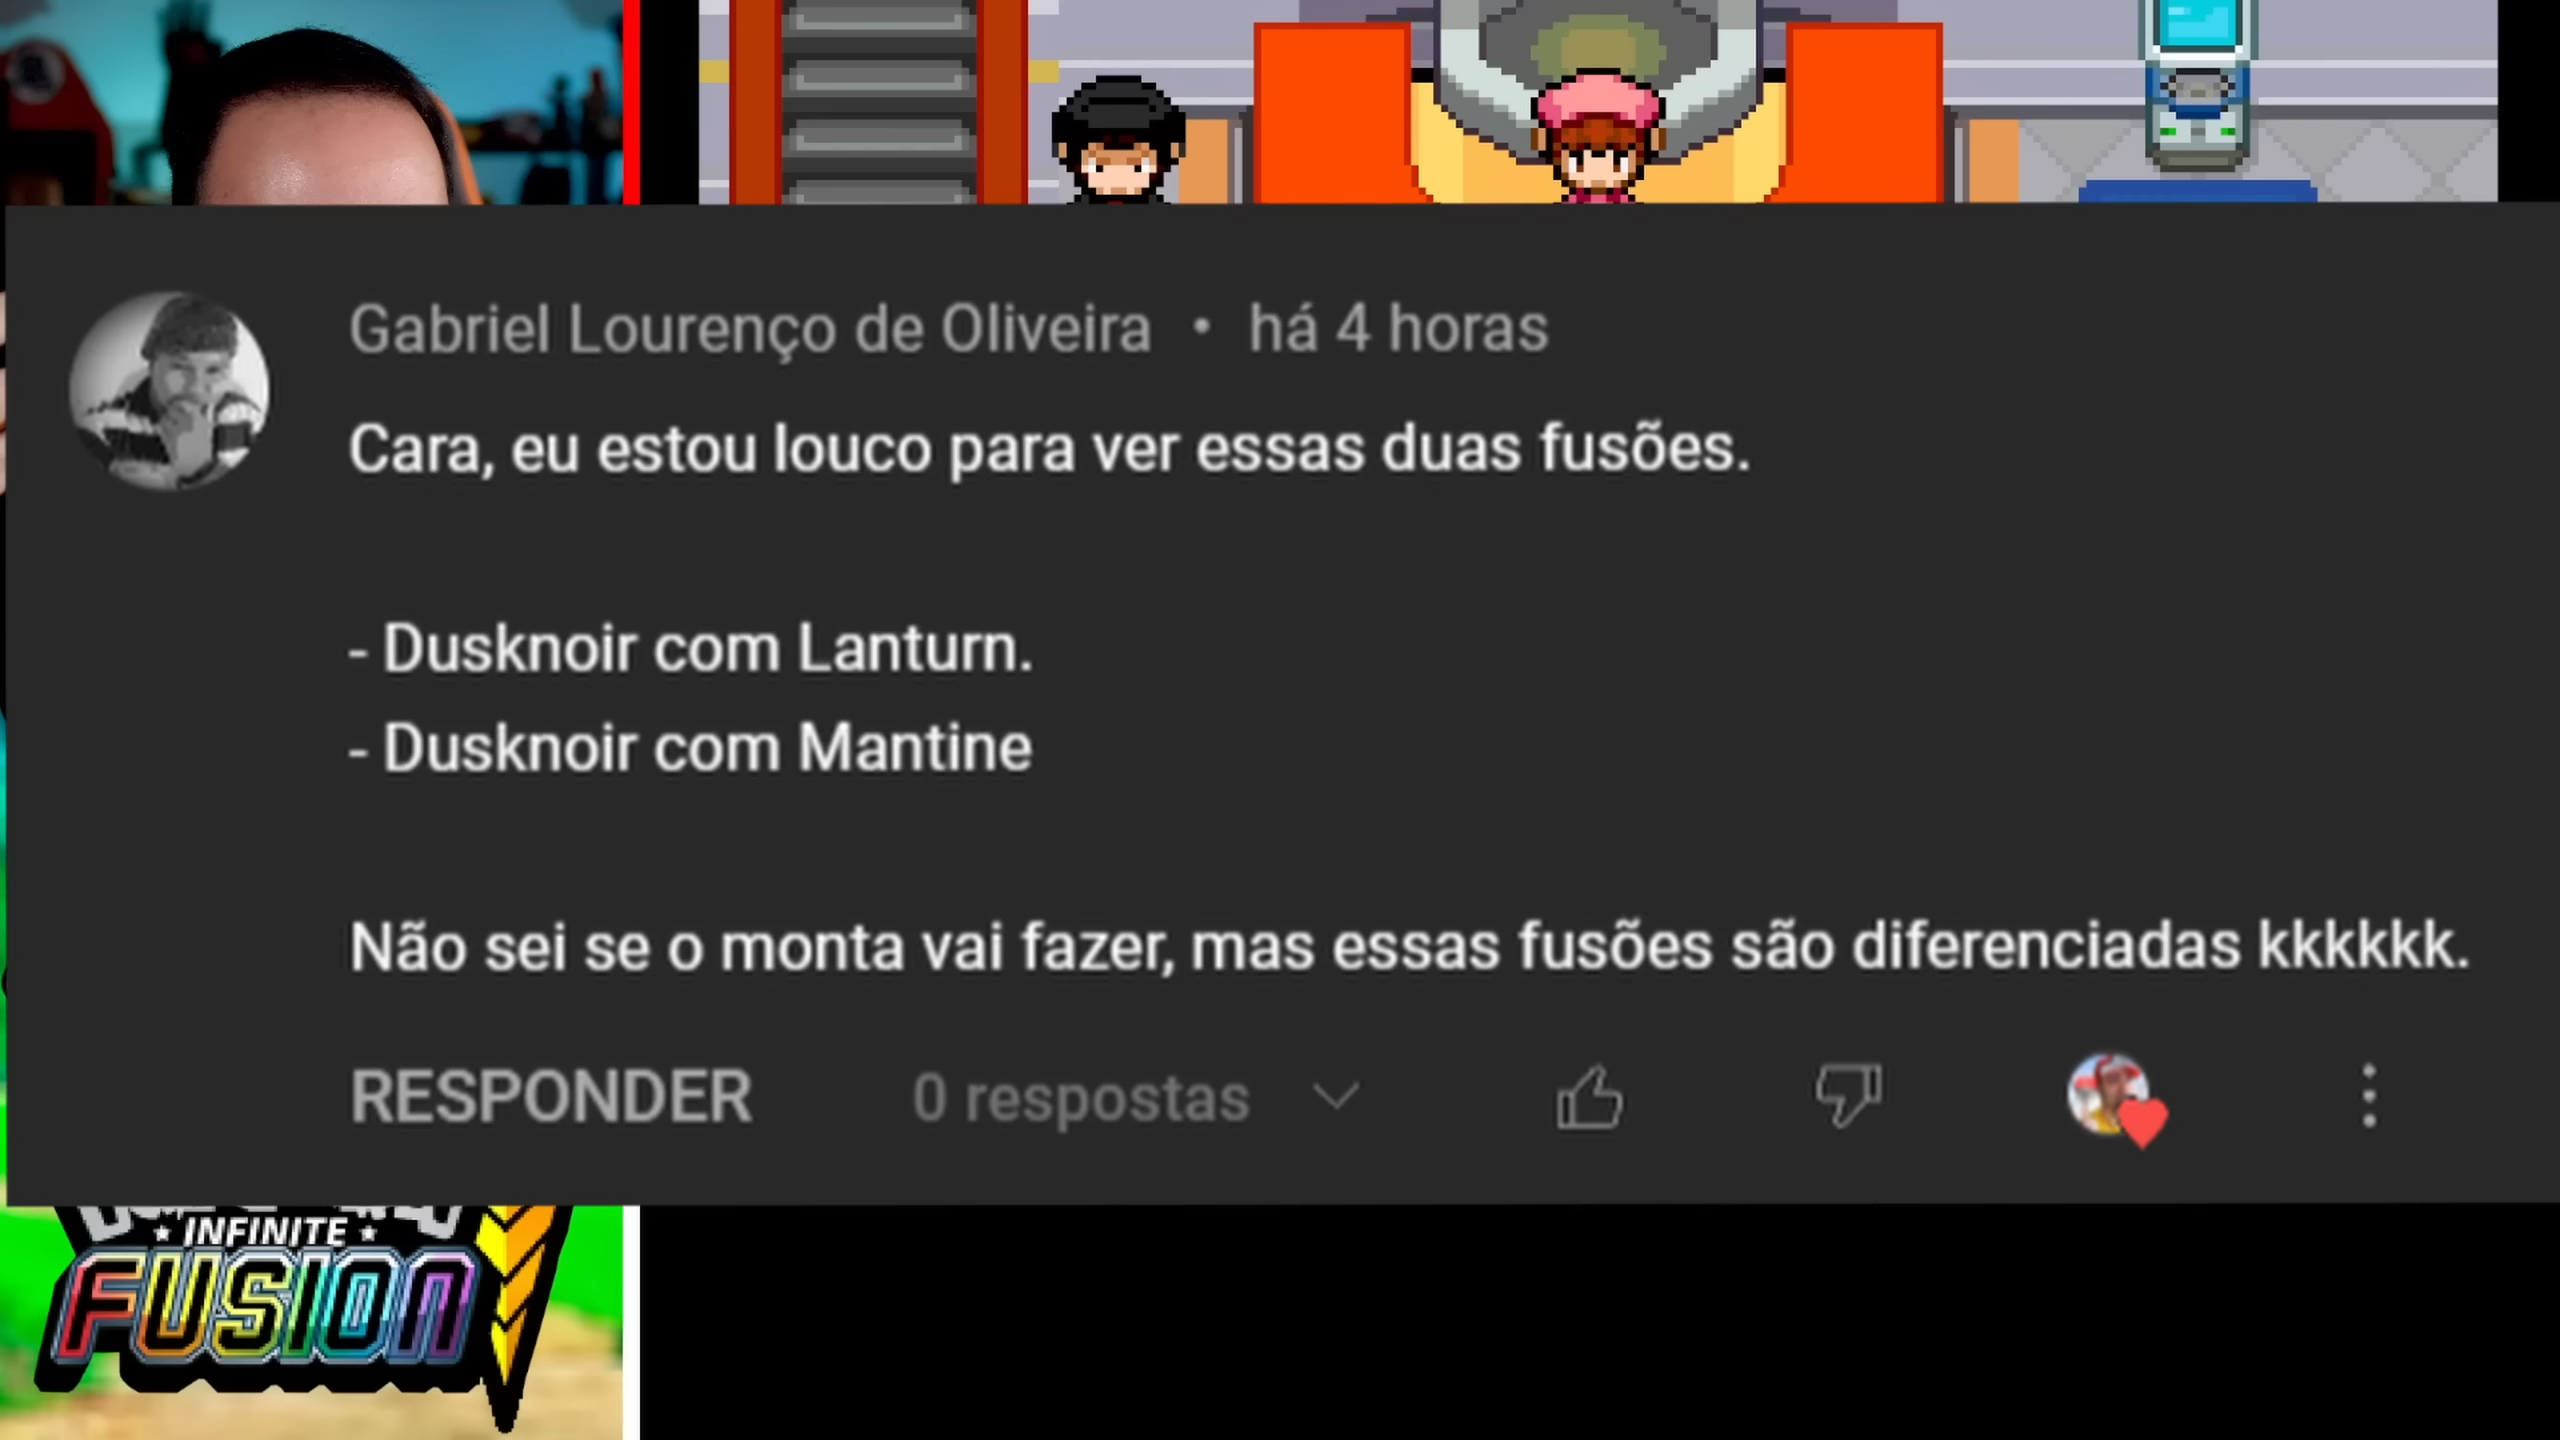 Gabriel Lourenço de Oliveira • há 4 horas
Cara, eu estou louco para ver essas duas fusões.
- Dusknoir com Lanturn.
- Dusknoir com Mantine
Não sei se o monta vai fazer, mas essas fusões são diferenciadas kkkkkk.
RESPONDER 0 respostas
INFINITE
FUSION